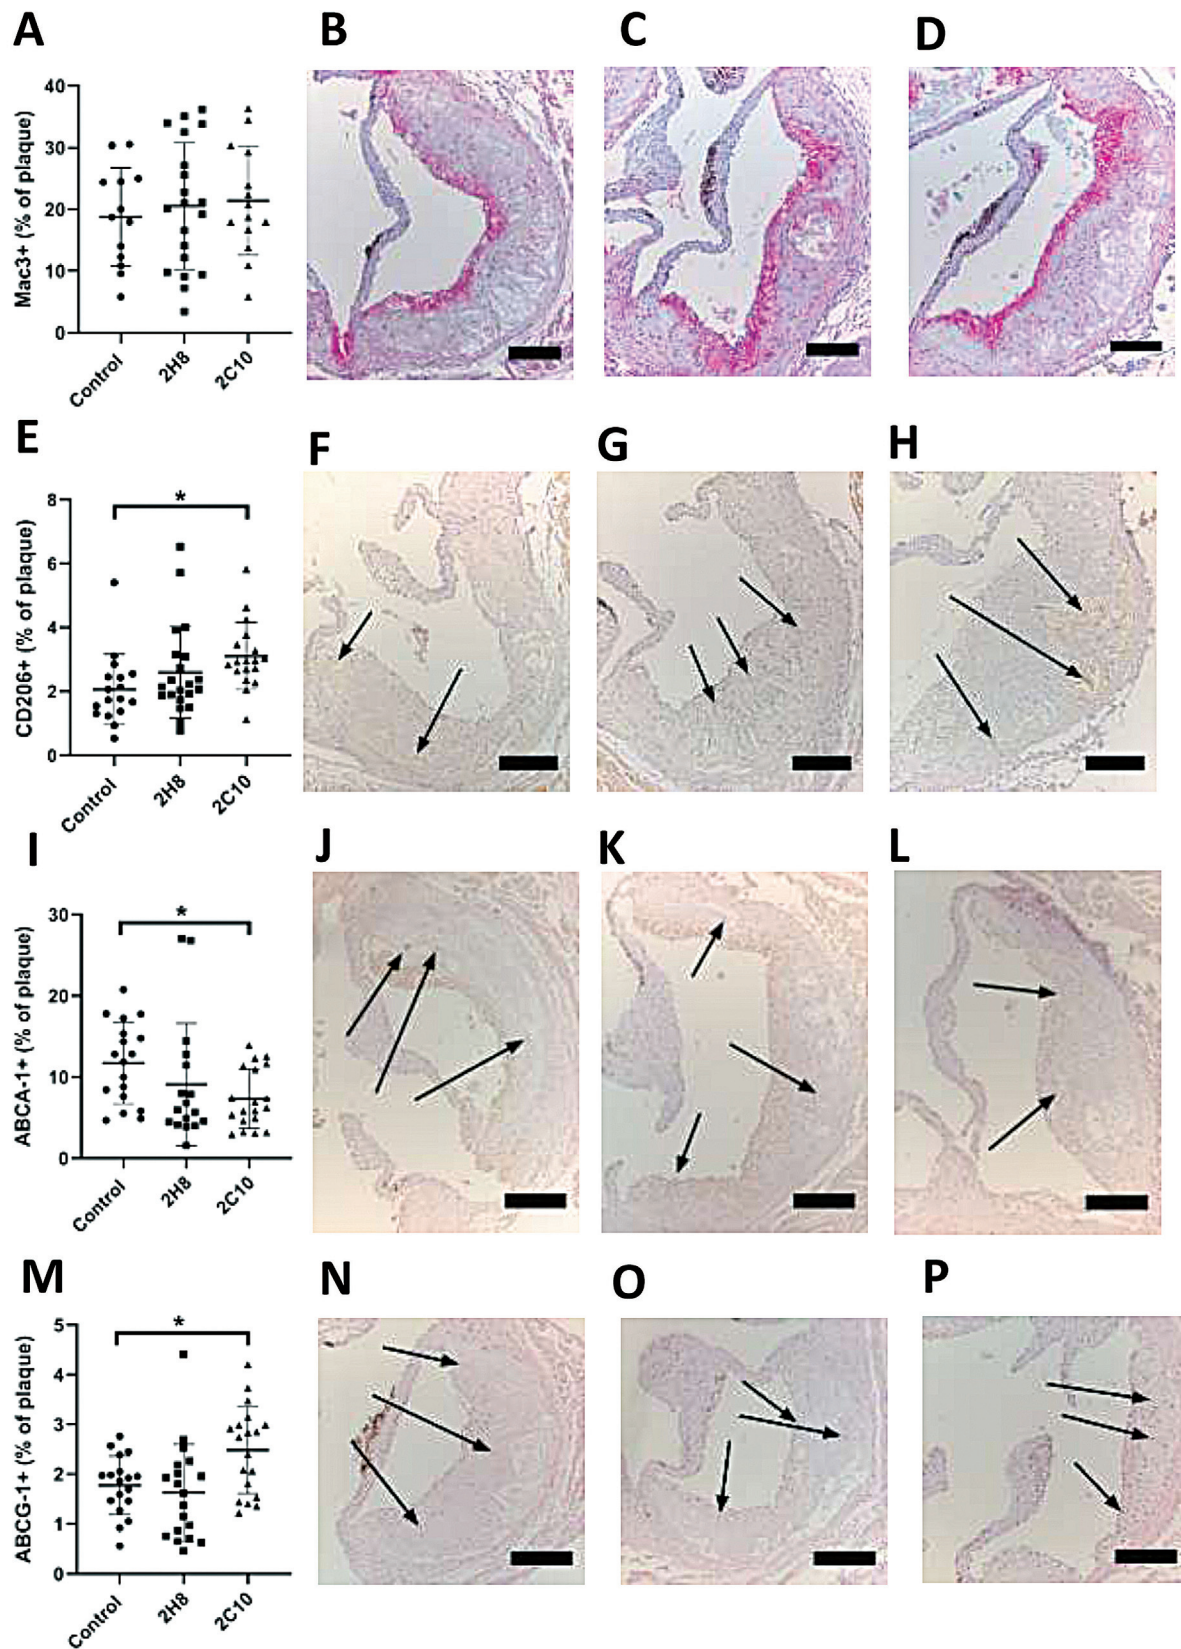 A
B
C
D
Mac3+ (% of plaque)
40
30
20
10
0
Control
2H8
2C10
E
F
G
H
CD206+ (% of plaque)
*
8
6
4
2
0
Control
2H8
2C10
I
J
K
L
ABCA-1+ (% of plaque)
*
30
20
10
0
Control
2H8
2C10
M
N
O
P
ABCG-1+ (% of plaque)
*
5
4
3
2
1
0
Control
2H8
2C10